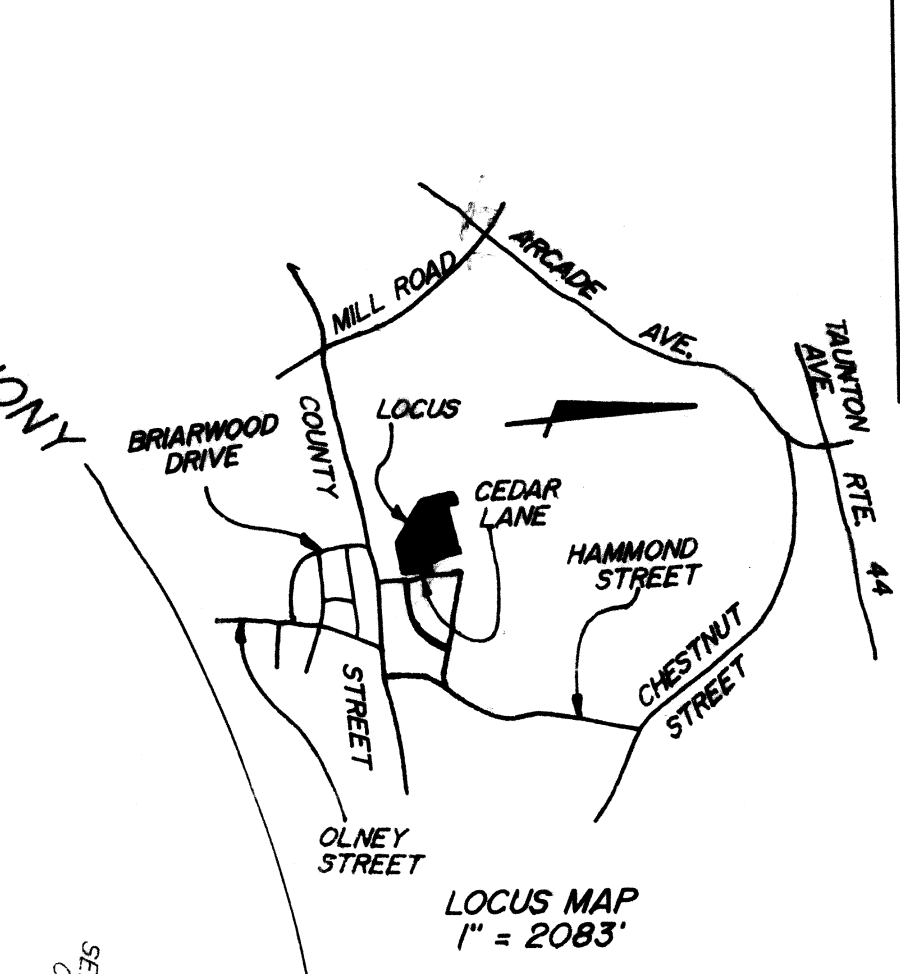 ARCADE AVE.
MILL ROAD
TAUNTON
AVE.
RTE. 44
COUNTY STREET
LOCUS
BRIARWOOD
DRIVE
CEDAR
LANE
HAMMOND
STREET
CHESTNUT
STREET
OLNEY
STREET
LOCUS MAP
1" = 2083'